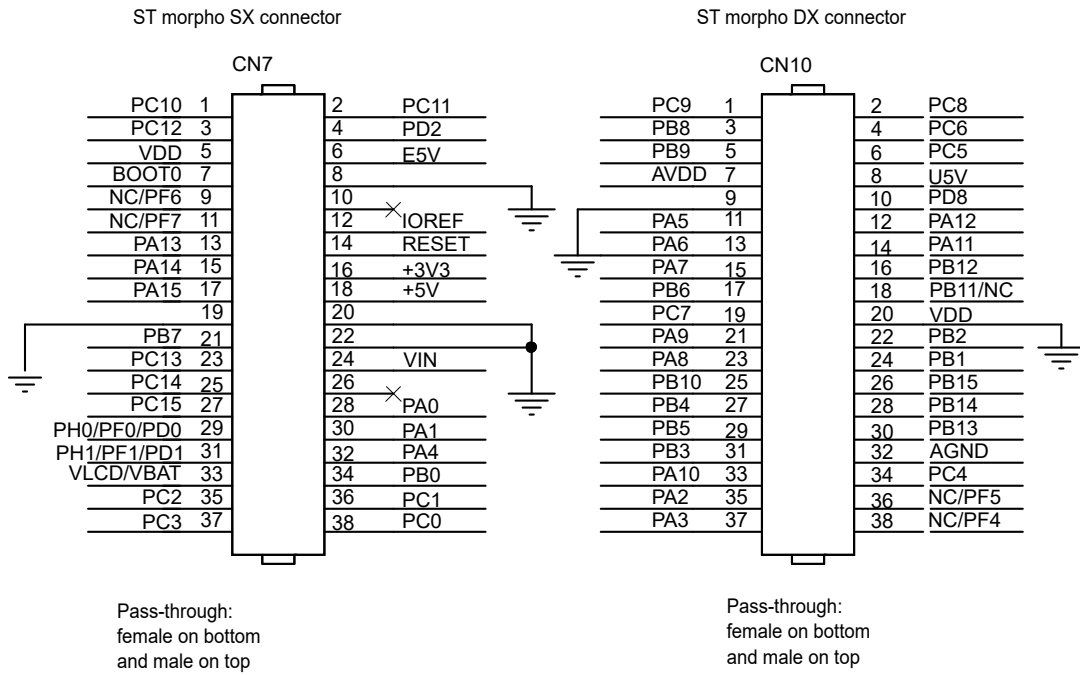 ST morpho SX connector ST morpho DX connector
CN7 CN10
PC10 1 2 PC11 PC9 1 2 PC8
PC12 3 4 PD2 PB8 3 4 PC6
VDD 5 6 E5V PB9 5 6 PC5
BOOT0 7 8 AVDD 7 8 U5V
NC/PF6 9 10 9 10 PD8
NC/PF7 11 12 IOREF PA5 11 12 PA12
PA13 13 14 RESET PA6 13 14 PA11
PA14 15 16 +3V3 PA7 15 16 PB12
PA15 17 18 +5V PB6 17 18 PB11/NC
19 20 PC7 19 20 VDD
PB7 21 22 PA9 21 22 PB2
PC13 23 24 VIN PA8 23 24 PB1
PC14 25 26 PB10 25 26 PB15
PC15 27 28 PA0 PB4 27 28 PB14
PH0/PF0/PD0 29 30 PA1 PB5 29 30 PB13
PH1/PF1/PD1 31 32 PA4 PB3 31 32 AGND
VLCD/VBAT 33 34 PB0 PA10 33 34 PC4
PC2 35 36 PC1 PA2 35 36 NC/PF5
PC3 37 38 PC0 PA3 37 38 NC/PF4
Pass-through:
female on bottom
and male on top
Pass-through:
female on bottom
and male on top